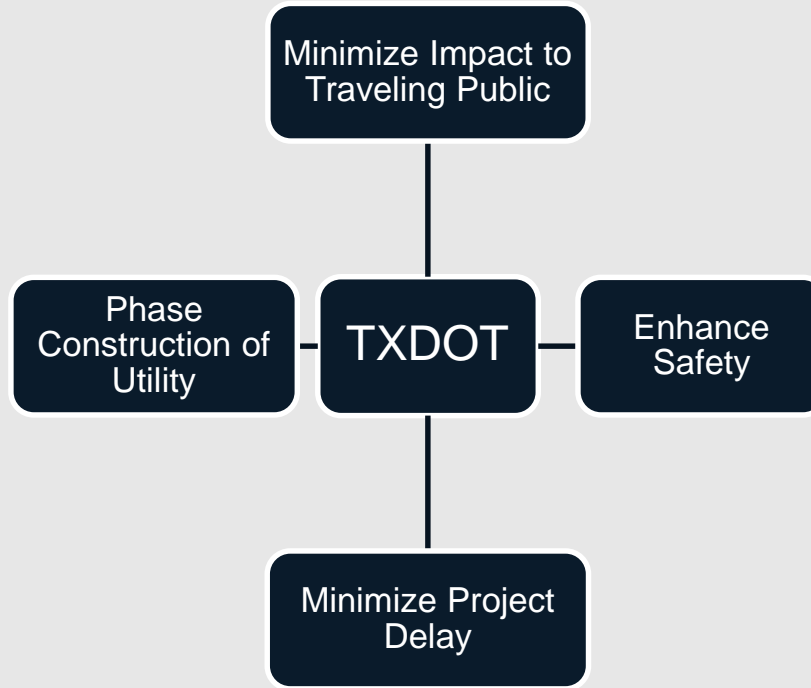 Minimize Impact to
Traveling Public
Phase
Construction of
Utility
TXDOT
Enhance
Safety
Minimize Project
Delay